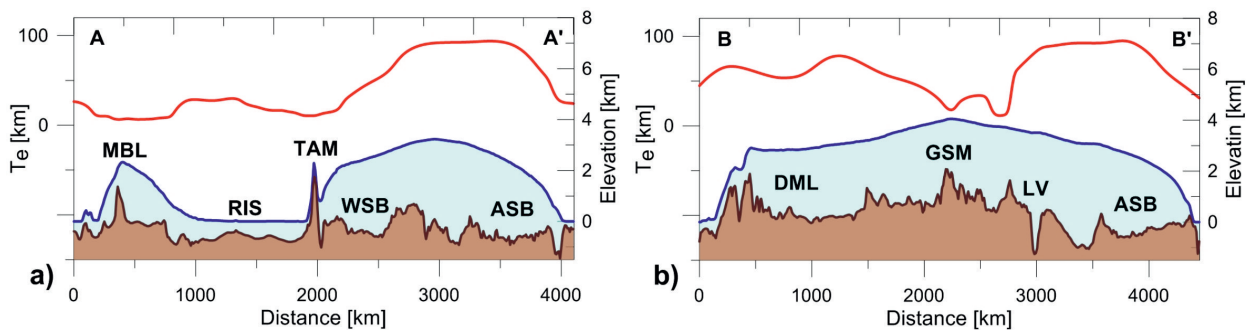 A A'
100
0
Te [km]
8
6
4
2
0
Elevation [km]
MBL
RIS
TAM
WSB
ASB
a)
0 1000 2000 3000 4000
Distance [km]
B B'
100
0
Te [km]
8
6
4
2
0
Elevatin [km]
DML
GSM
LV
ASB
b)
0 1000 2000 3000 4000
Distance [km]